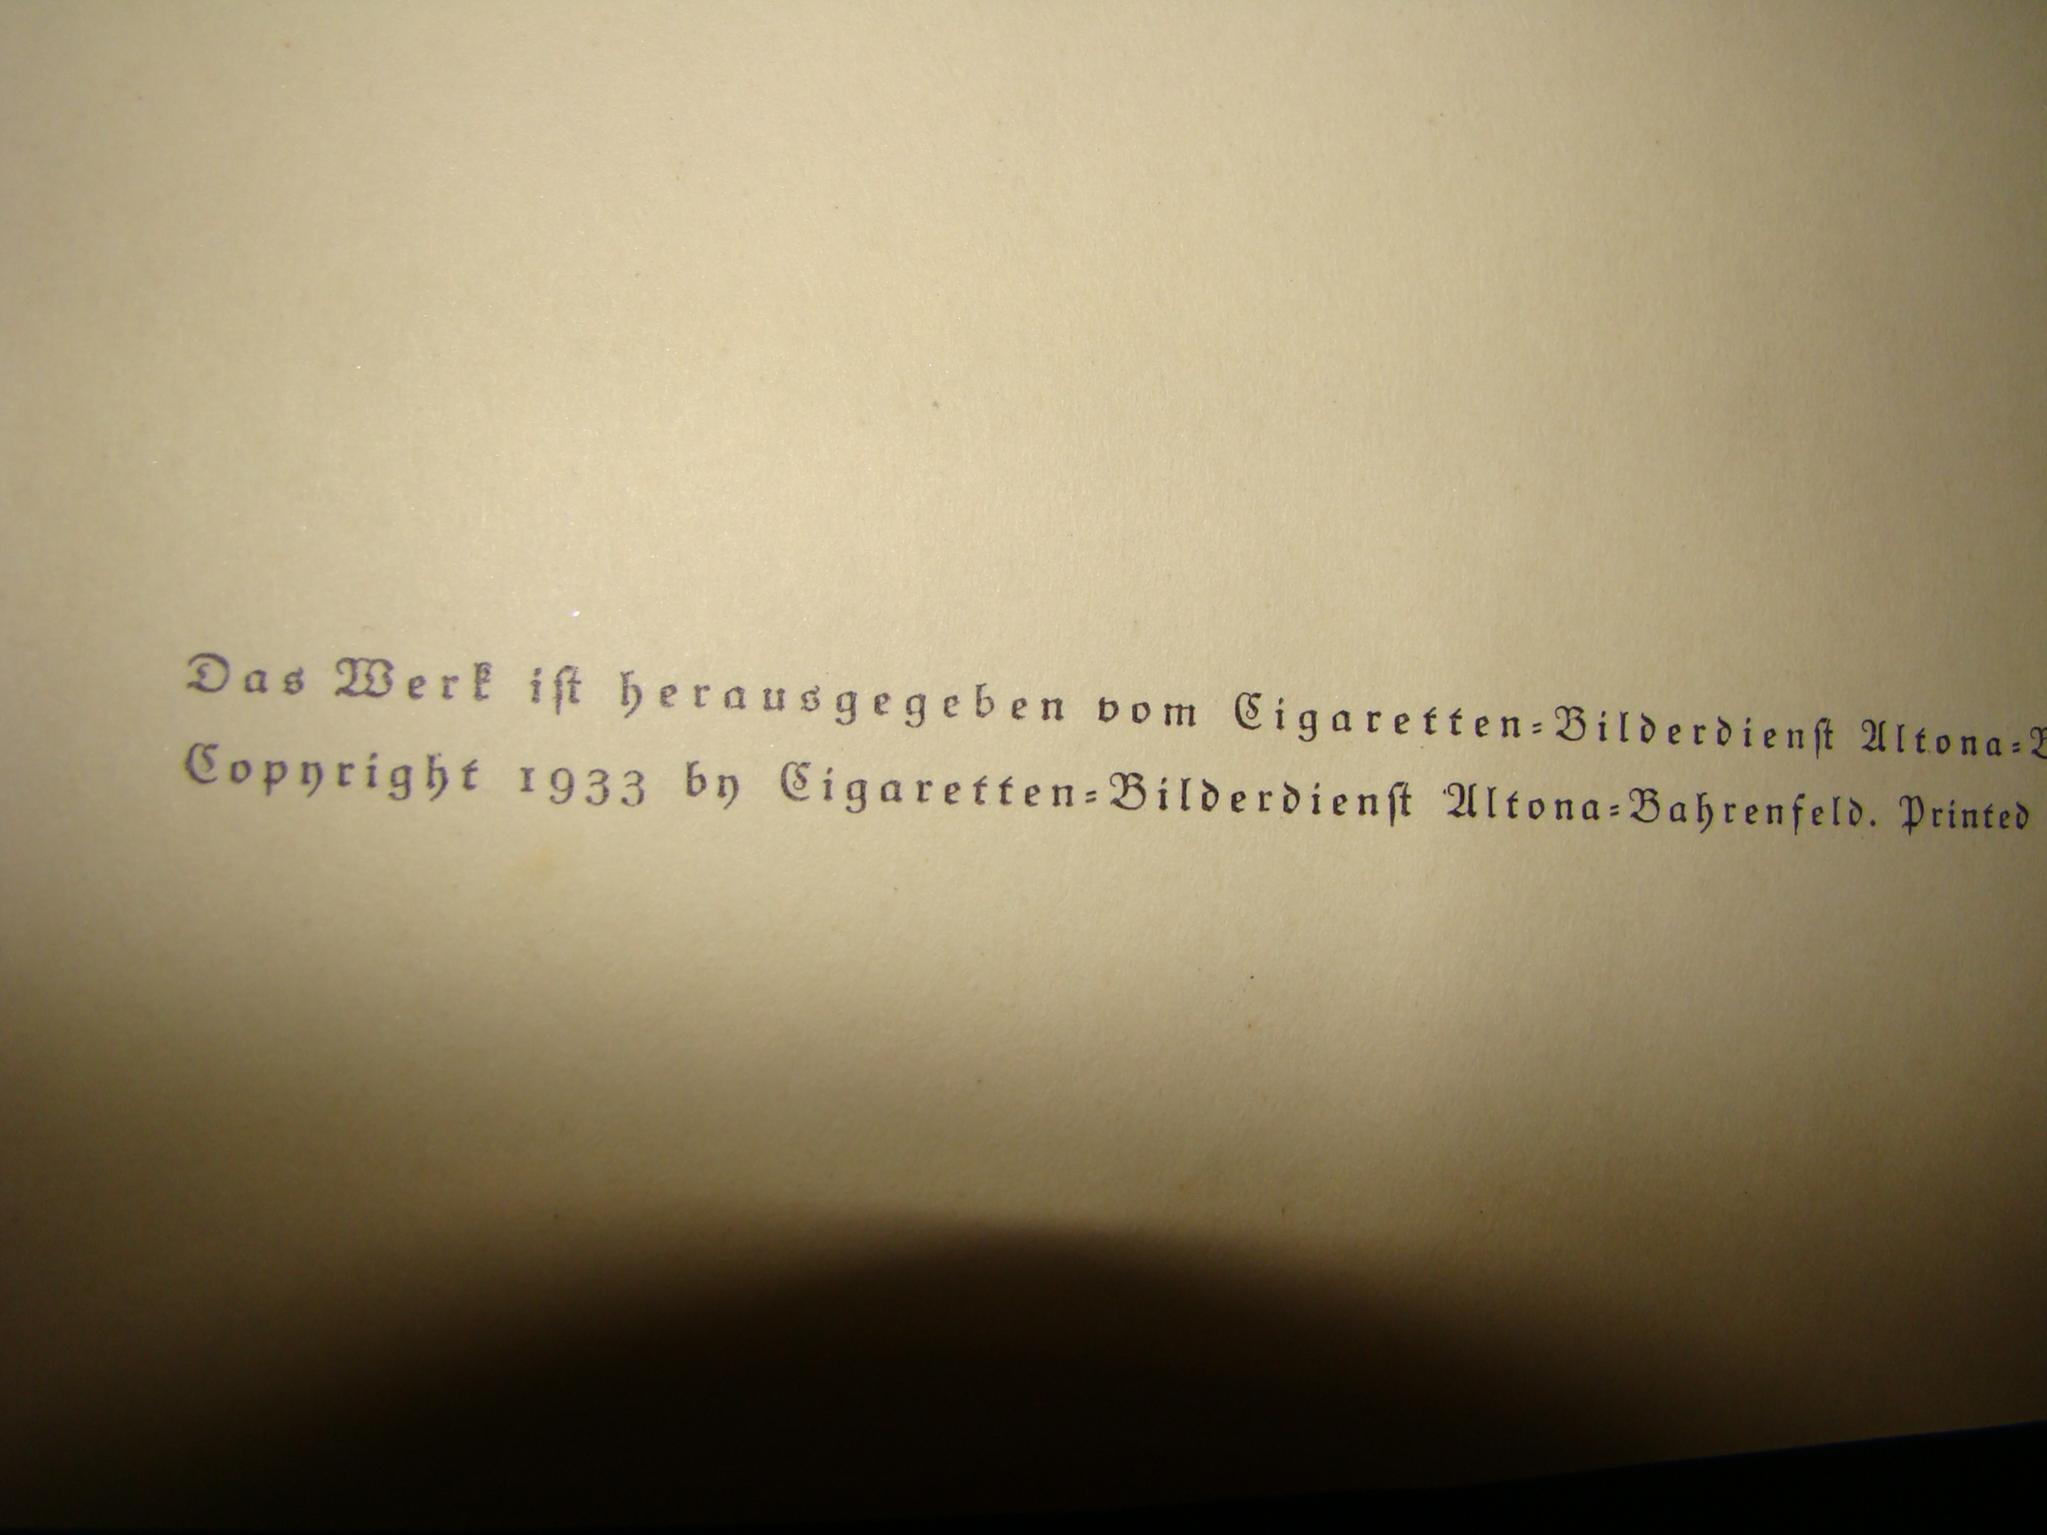 Das Werk ist herausgegeben vom Cigaretten-Bilderdienst Altona-B
Copyright 1933 by Cigaretten-Bilderdienst Altona-Bahrenfeld. Printed